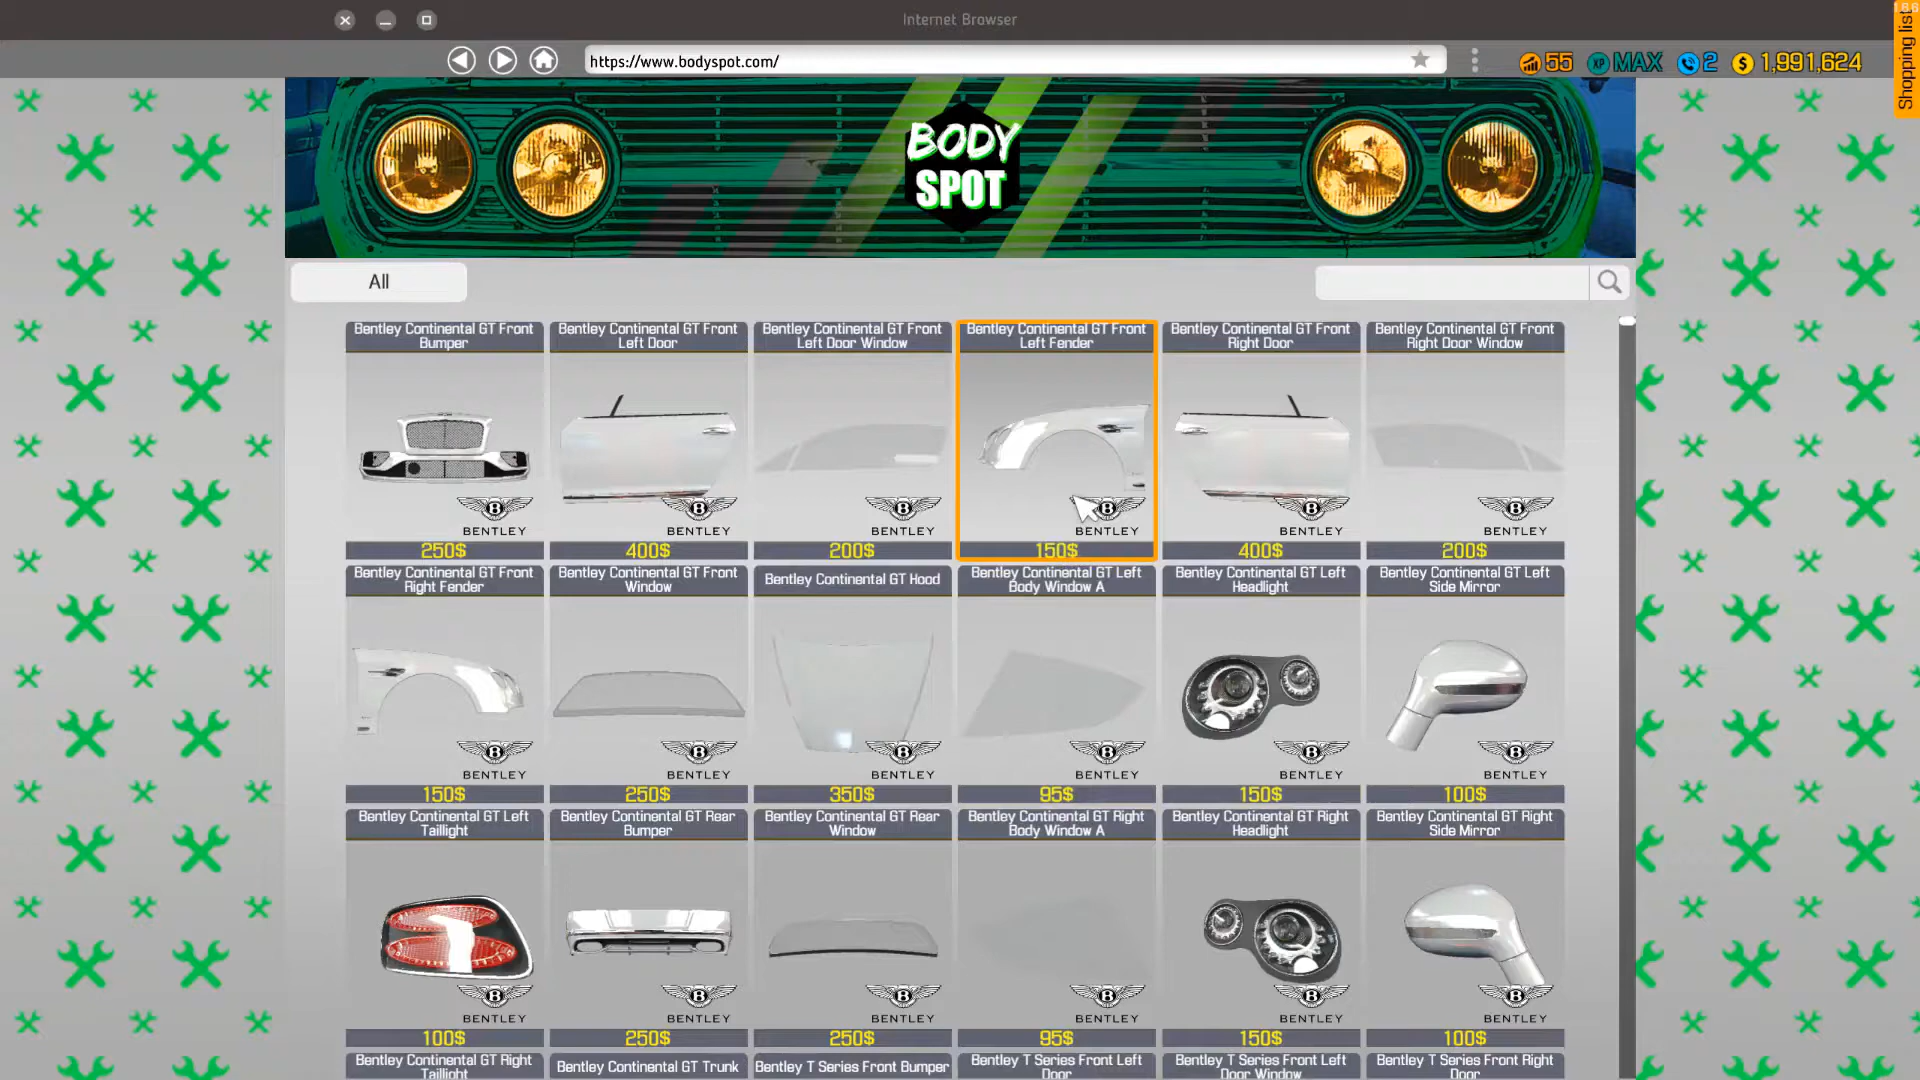 Internet Browser
https://www.bodyspot.com/
55
XP MAX
2
$ 1,991,624
186
Shopping list
BODY
SPOT
All
Bentley Continental GT Front
Bumper
BENTLEY
250$
Bentley Continental GT Front
Left Door
BENTLEY
400$
Bentley Continental GT Front
Left Door Window
BENTLEY
200$
Bentley Continental GT Front
Left Fender
BENTLEY
150$
Bentley Continental GT Front
Right Door
BENTLEY
400$
Bentley Continental GT Front
Right Door Window
BENTLEY
200$
Bentley Continental GT Front
Right Fender
BENTLEY
150$
Bentley Continental GT Front
Window
BENTLEY
250$
Bentley Continental GT Hood
BENTLEY
350$
Bentley Continental GT Left
Body Window A
BENTLEY
95$
Bentley Continental GT Left
Headlight
BENTLEY
150$
Bentley Continental GT Left
Side Mirror
BENTLEY
100$
Bentley Continental GT Left
Taillight
BENTLEY
100$
Bentley Continental GT Rear
Bumper
BENTLEY
250$
Bentley Continental GT Rear
Window
BENTLEY
250$
Bentley Continental GT Right
Body Window A
BENTLEY
95$
Bentley Continental GT Right
Headlight
BENTLEY
150$
Bentley Continental GT Right
Side Mirror
BENTLEY
100$
Bentley Continental GT Right
Taillight
Bentley Continental GT Trunk
Bentley T Series Front Bumper
Bentley T Series Front Left
Door
Bentley T Series Front Left
Door Window
Bentley T Series Front Right
Door